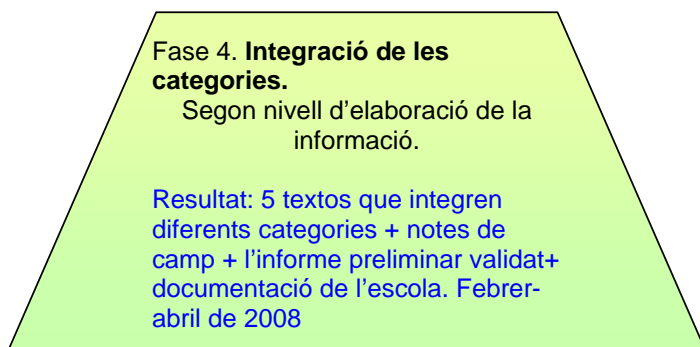 Fase 4. Integració de les
categories.
Segon nivell d'elaboració de la
informació.
Resultat: 5 textos que integren
diferents categories + notes de
camp + l'informe preliminar validat+
documentació de l'escola. Febrer-
abril de 2008